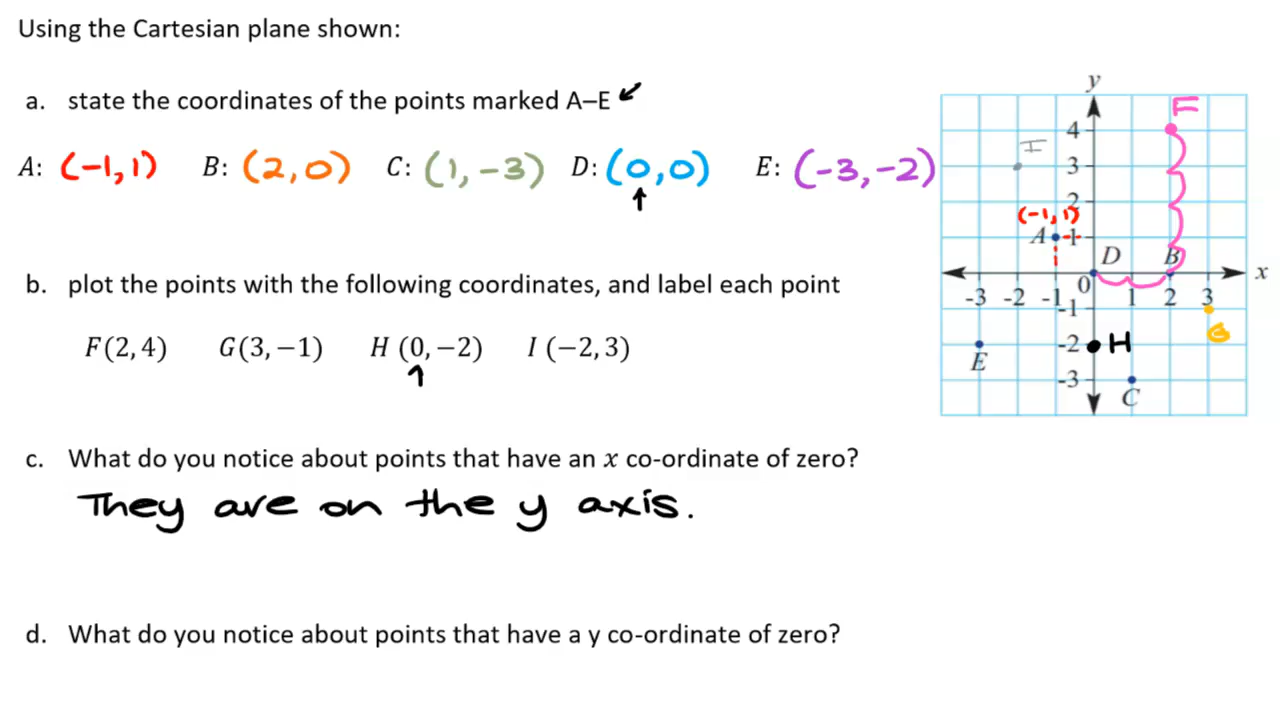 Using the Cartesian plane shown:
a. state the coordinates of the points marked A–E
A: (-1, 1) B: (2, 0) C: (1, -3) D: (0, 0) E: (-3, -2)
b. plot the points with the following coordinates, and label each point
F(2, 4) G(3, −1) H (0, −2) I (−2, 3)
c. What do you notice about points that have an x co-ordinate of zero?
They are on the y axis.
d. What do you notice about points that have a y co-ordinate of zero?
y
F
4
I
3
2
(-1, 1)
A 1
D B
x
0
-3 -2 -1 1 2 3
-1
G
-2 H
E
-3
C